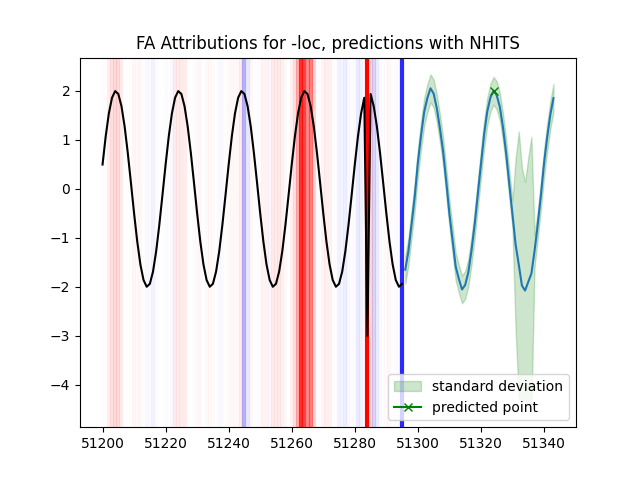 FA Attributions for -loc, predictions with NHITS
2
1
0
−1
−2
−3
−4
standard deviation
predicted point
51200 51220 51240 51260 51280 51300 51320 51340